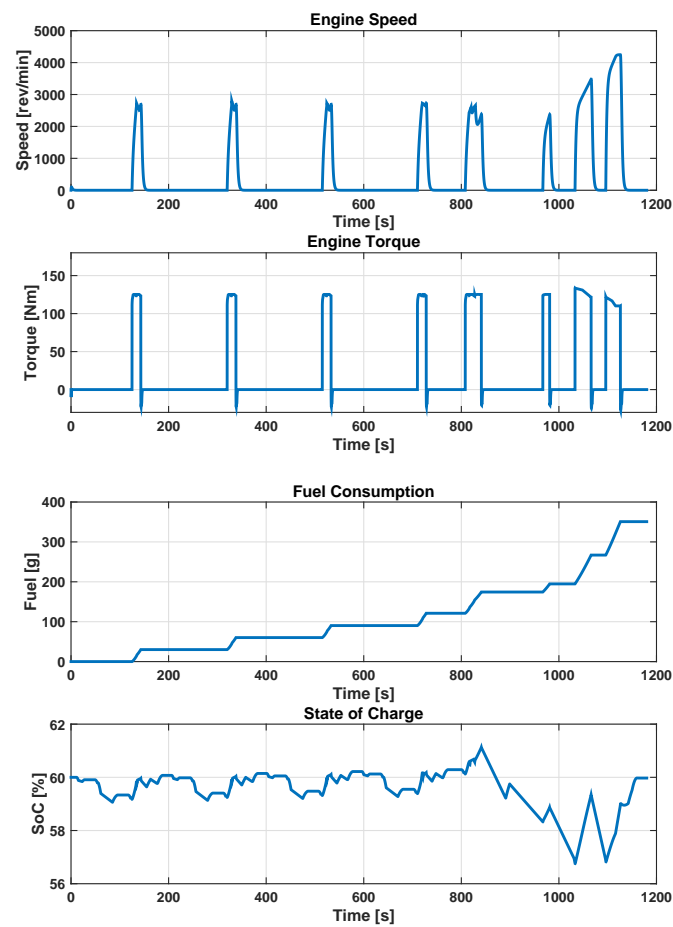 Engine Speed
5000
4000
3000
2000
1000
0
Speed [rev/min]
0 200 400 600 800 1000 1200
Time [s]
Engine Torque
150
100
50
0
Torque [Nm]
0 200 400 600 800 1000 1200
Time [s]
Fuel Consumption
400
300
200
100
0
Fuel [g]
0 200 400 600 800 1000 1200
Time [s]
State of Charge
62
60
58
56
SoC [%]
0 200 400 600 800 1000 1200
Time [s]